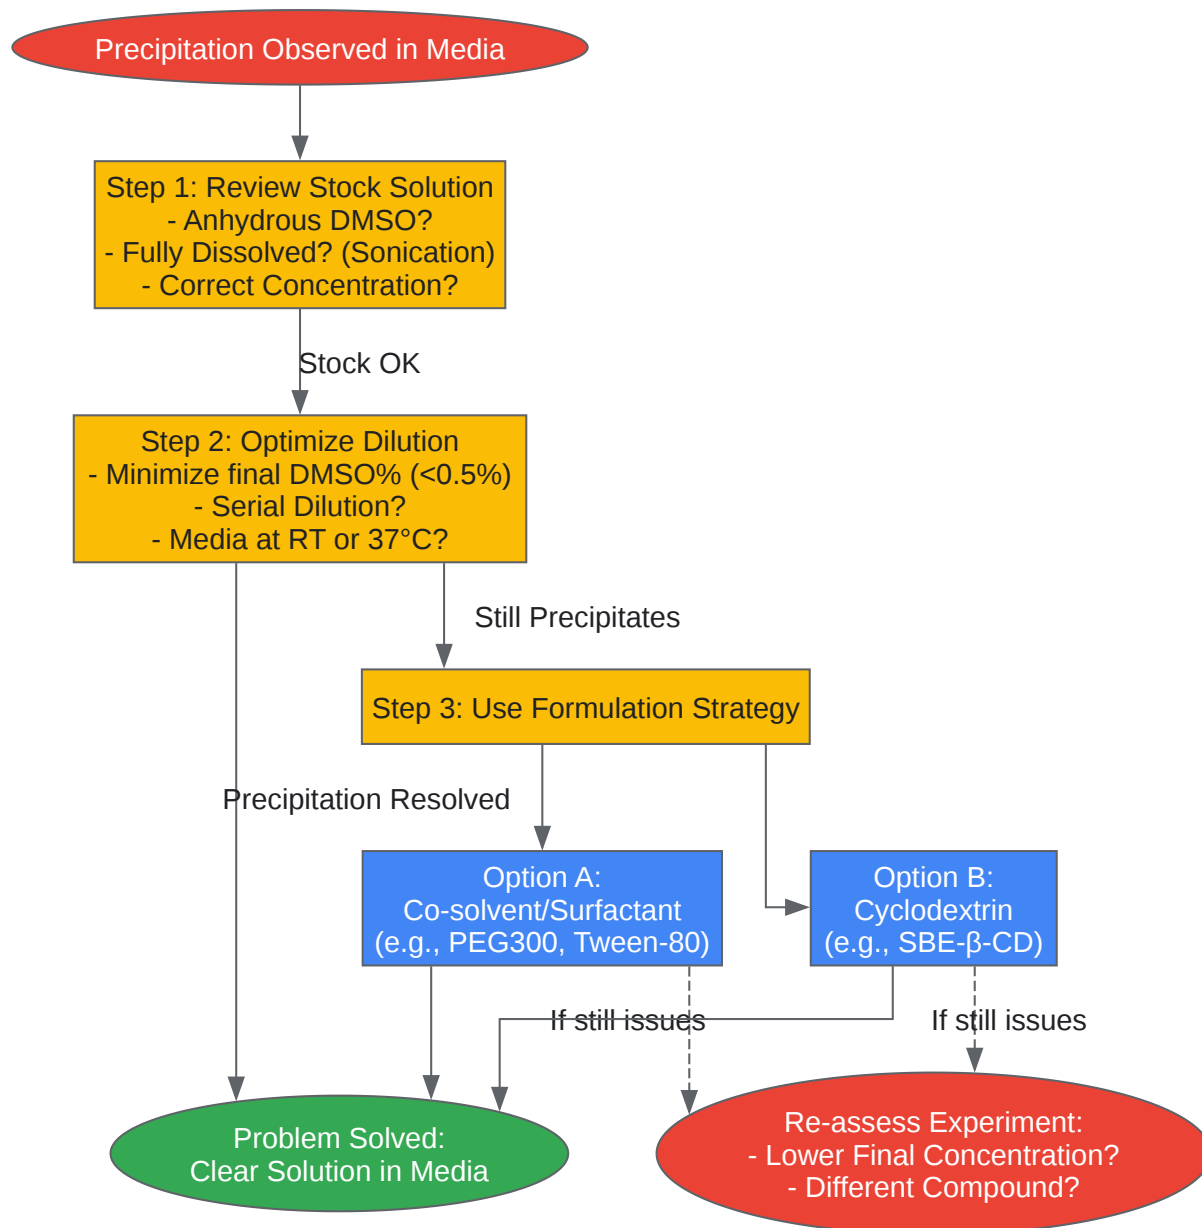 Precipitation Observed in Media
Step 1: Review Stock Solution
- Anhydrous DMSO?
- Fully Dissolved? (Sonication)
- Correct Concentration?
Stock OK
Step 2: Optimize Dilution
- Minimize final DMSO% (<0.5%)
- Serial Dilution?
- Media at RT or 37°C?
Still Precipitates
Step 3: Use Formulation Strategy
Precipitation Resolved
Option A:
Co-solvent/Surfactant
(e.g., PEG300, Tween-80)
Option B:
Cyclodextrin
(e.g., SBE-β-CD)
If still issues
If still issues
Problem Solved:
Clear Solution in Media
Re-assess Experiment:
- Lower Final Concentration?
- Different Compound?